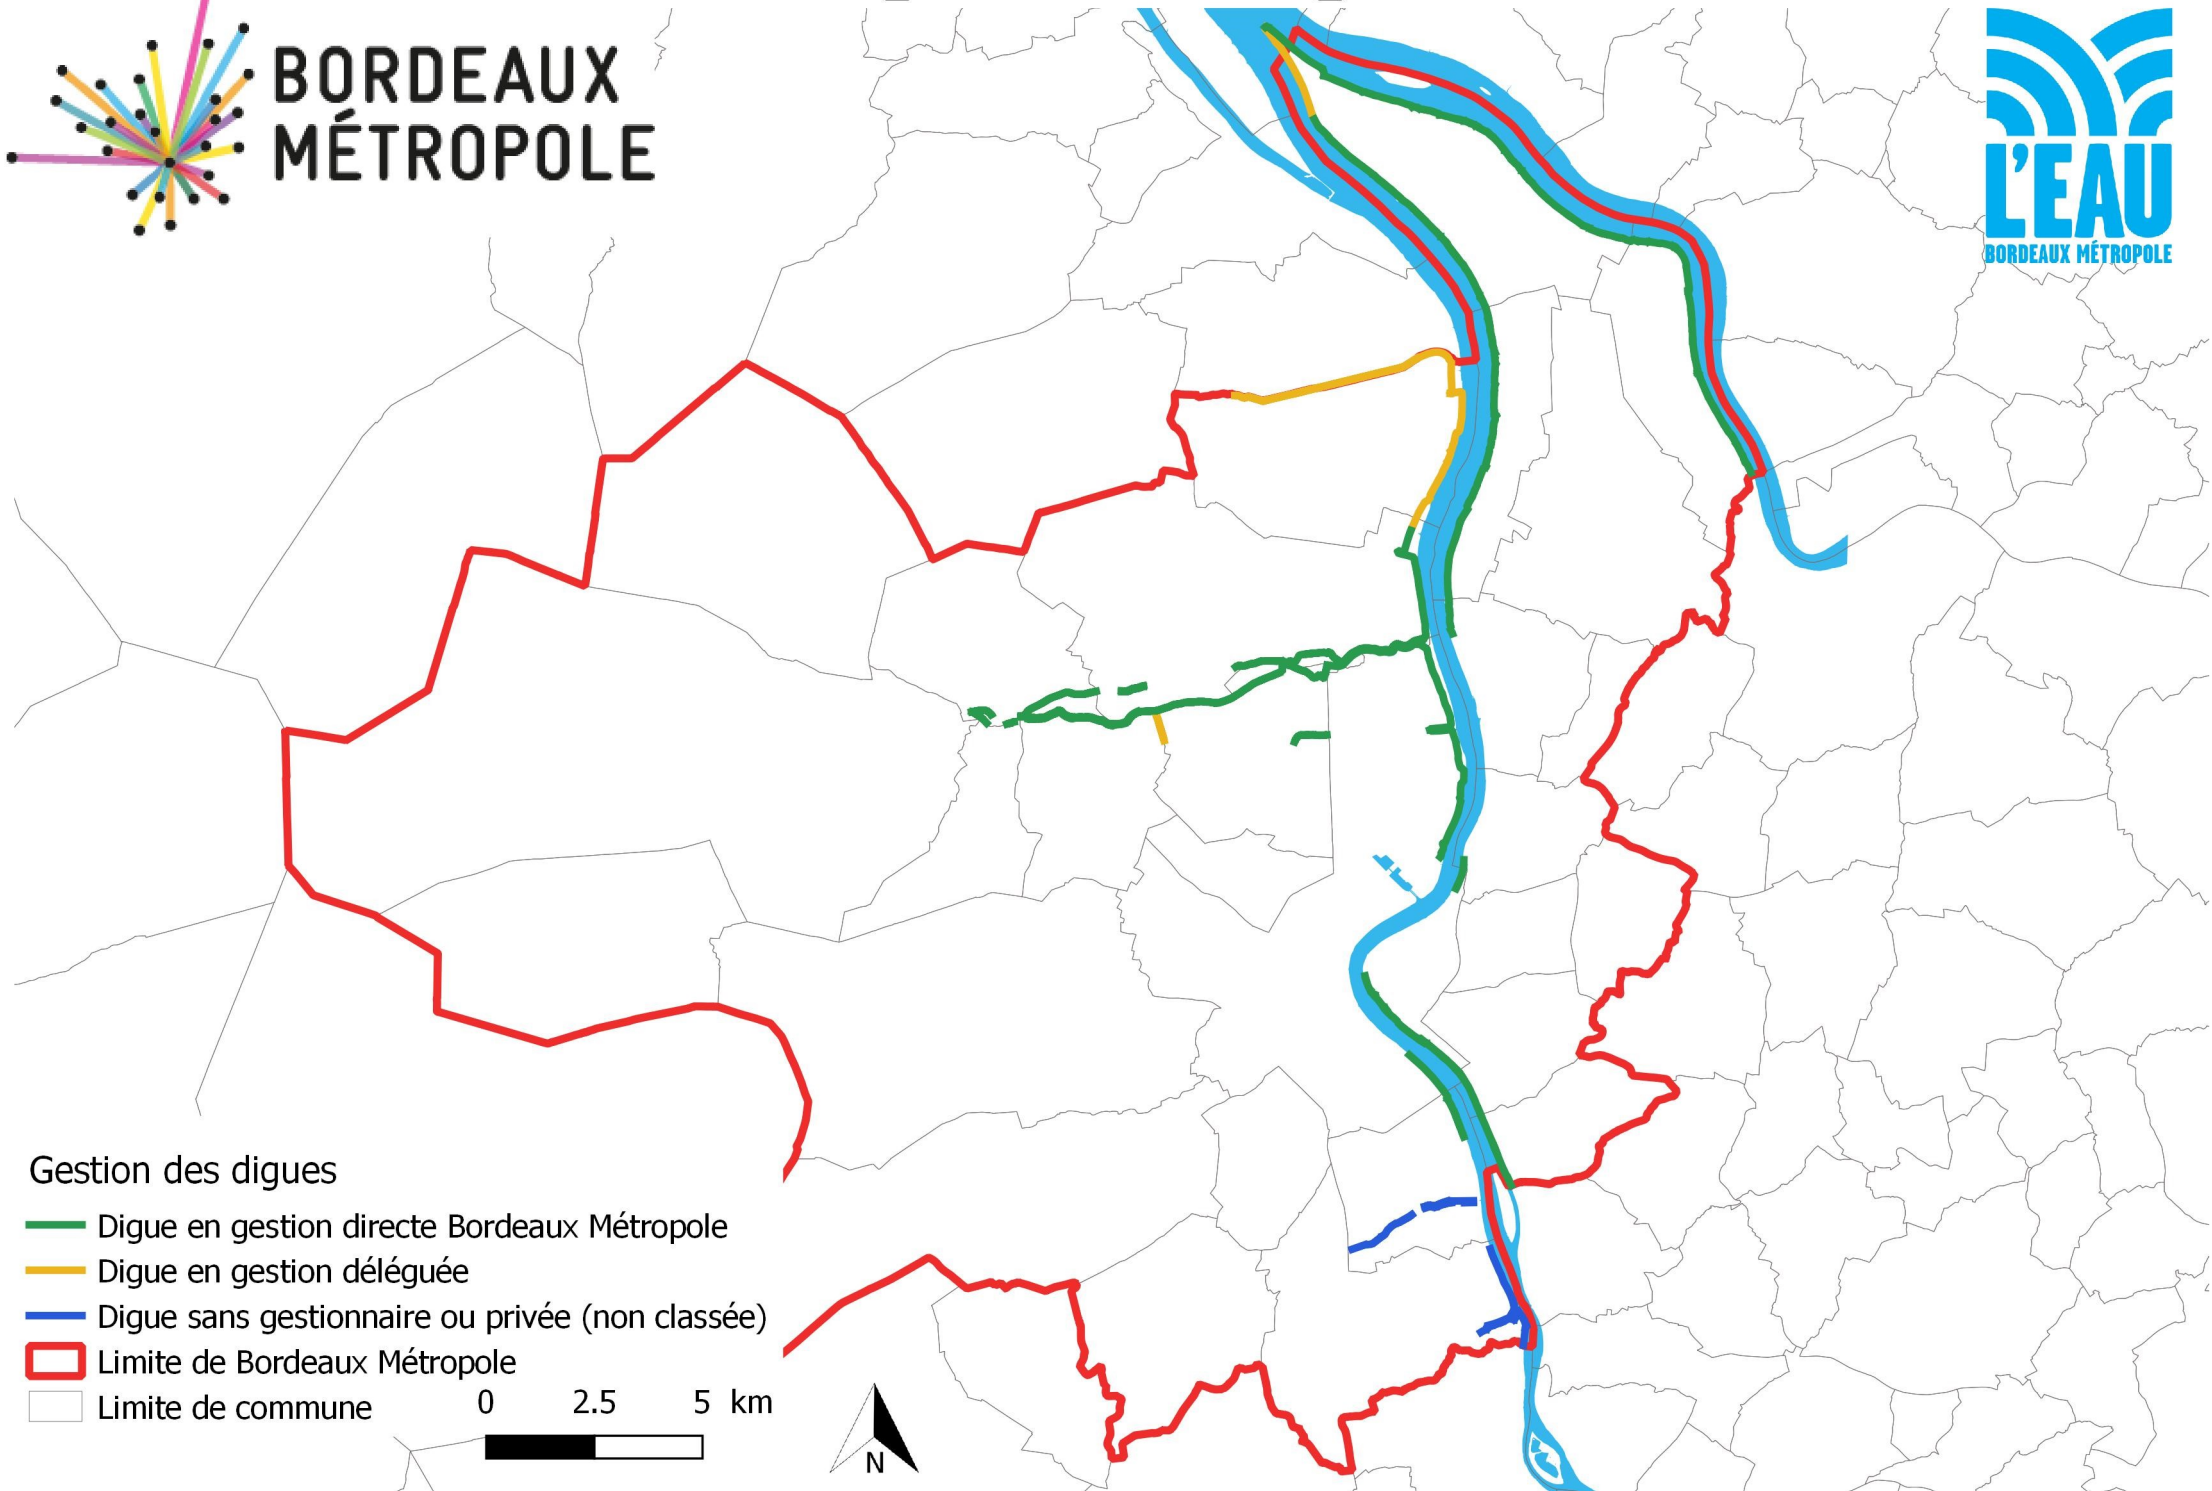 BORDEAUX
MÉTROPOLE
L'EAU
BORDEAUX MÉTROPOLE
Gestion des digues
Digue en gestion directe Bordeaux Métropole
Digue en gestion déléguée
Digue sans gestionnaire ou privée (non classée)
Limite de Bordeaux Métropole
Limite de commune
0 2.5 5 km
N